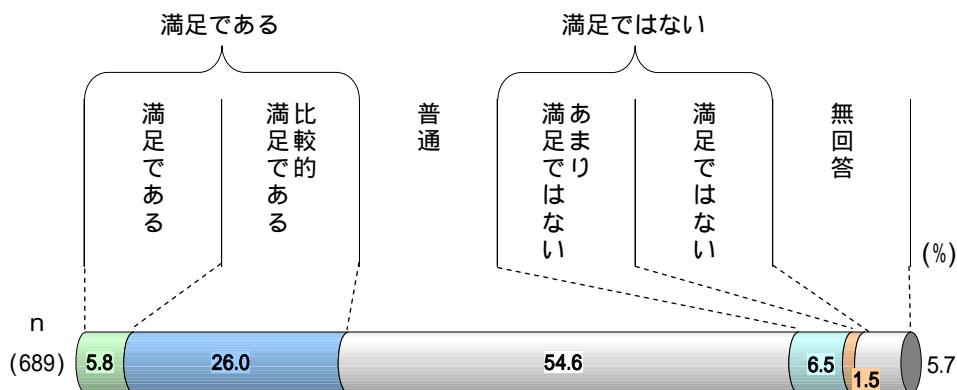 満足である
満足ではない
満足である
比較的
満足である
普通
あまり
満足ではない
満足ではない
無回答
(%)
n
(689)
5.8
26.0
54.6
6.5
1.5
5.7